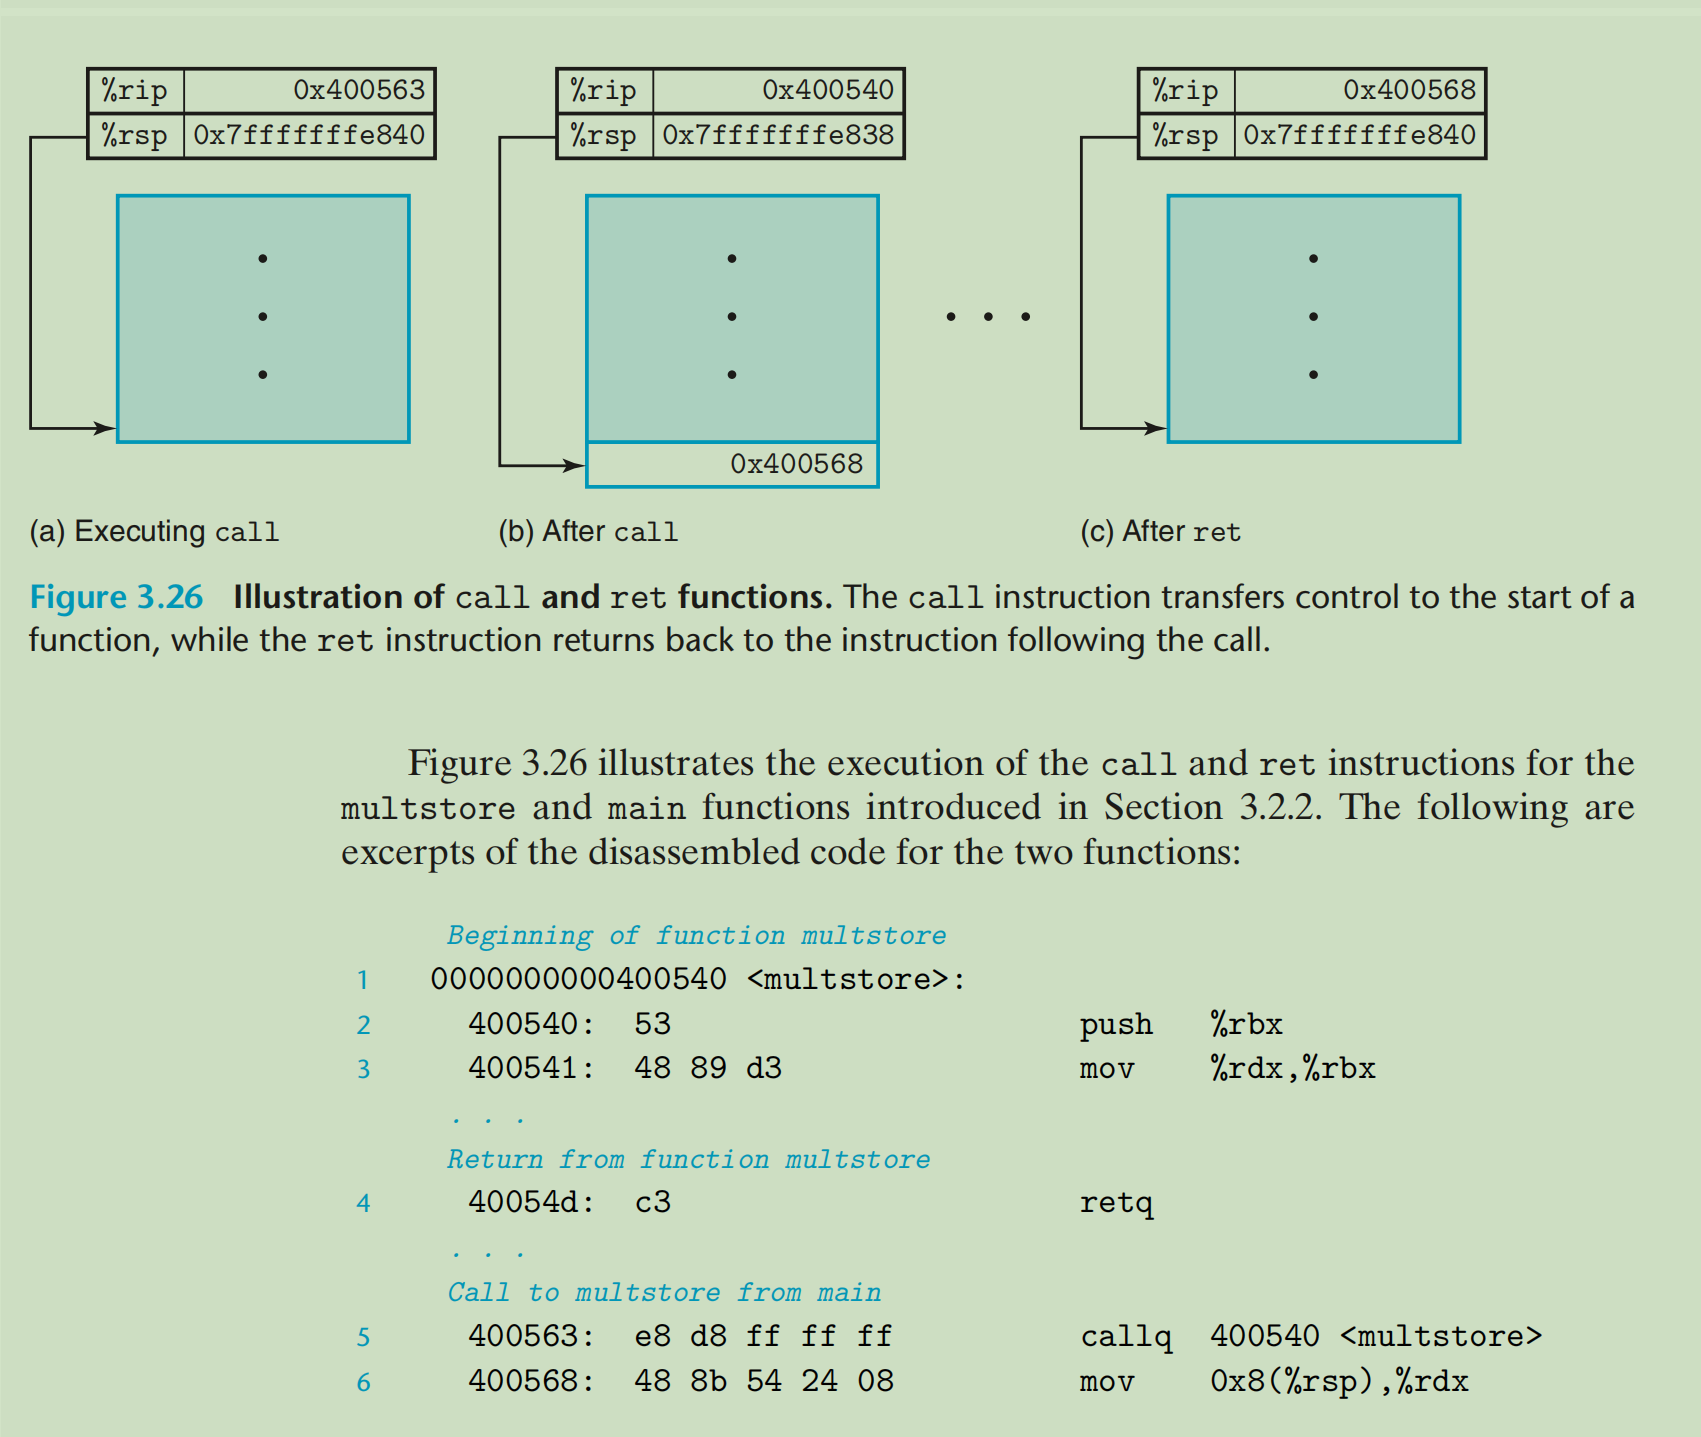 %rip 0x400563
%rsp 0x7fffffffe840
%rip 0x400540
%rsp 0x7fffffffe838
0x400568
%rip 0x400568
%rsp 0x7fffffffe840
(a) Executing call
(b) After call
(c) After ret
Figure 3.26 Illustration of call and ret functions. The call instruction transfers control to the start of a
function, while the ret instruction returns back to the instruction following the call.
Figure 3.26 illustrates the execution of the call and ret instructions for the
multstore and main functions introduced in Section 3.2.2. The following are
excerpts of the disassembled code for the two functions:
Beginning of function multstore
1 0000000000400540 <multstore>:
2 400540: 53 push %rbx
3 400541: 48 89 d3 mov %rdx,%rbx
. . .
Return from function multstore
4 40054d: c3 retq
. . .
Call to multstore from main
5 400563: e8 d8 ff ff ff callq 400540 <multstore>
6 400568: 48 8b 54 24 08 mov 0x8(%rsp),%rdx